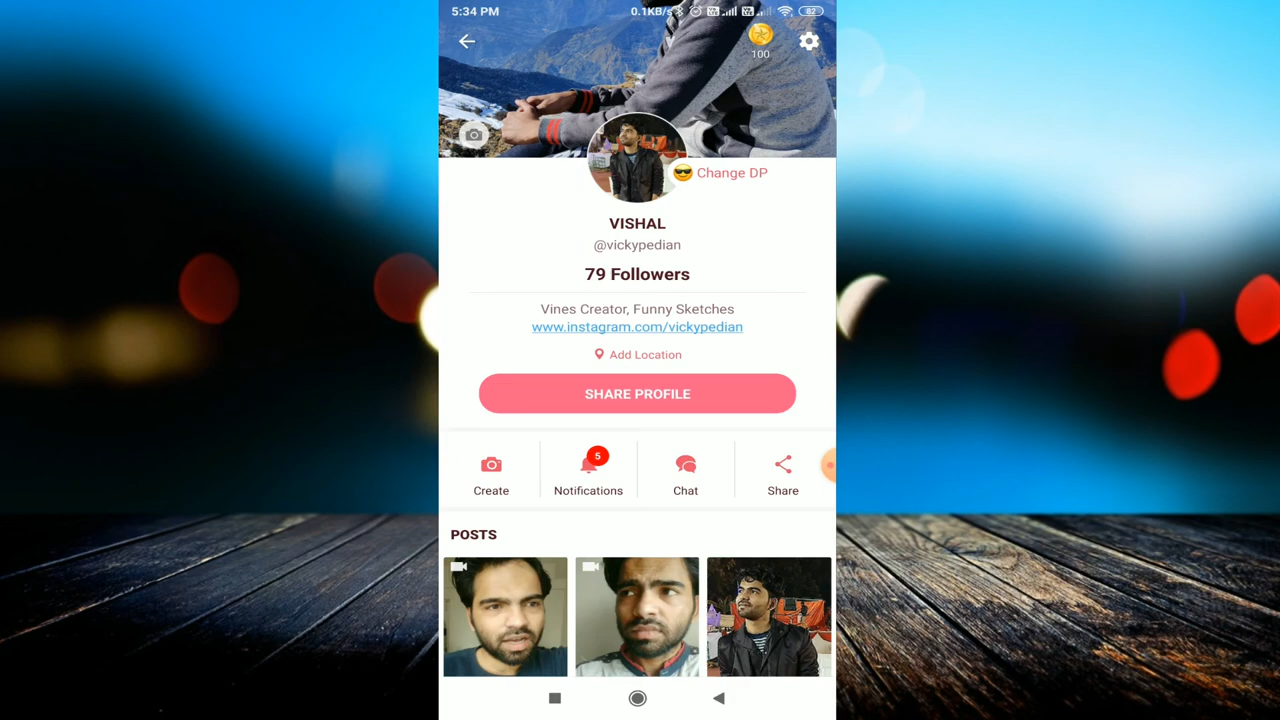 5:34 PM
0.1KB/s
82
100
Change DP
VISHAL
@vickypedian
79 Followers
Vines Creator, Funny Sketches
www.instagram.com/vickypedian
Add Location
SHARE PROFILE
5
Create
Notifications
Chat
Share
POSTS